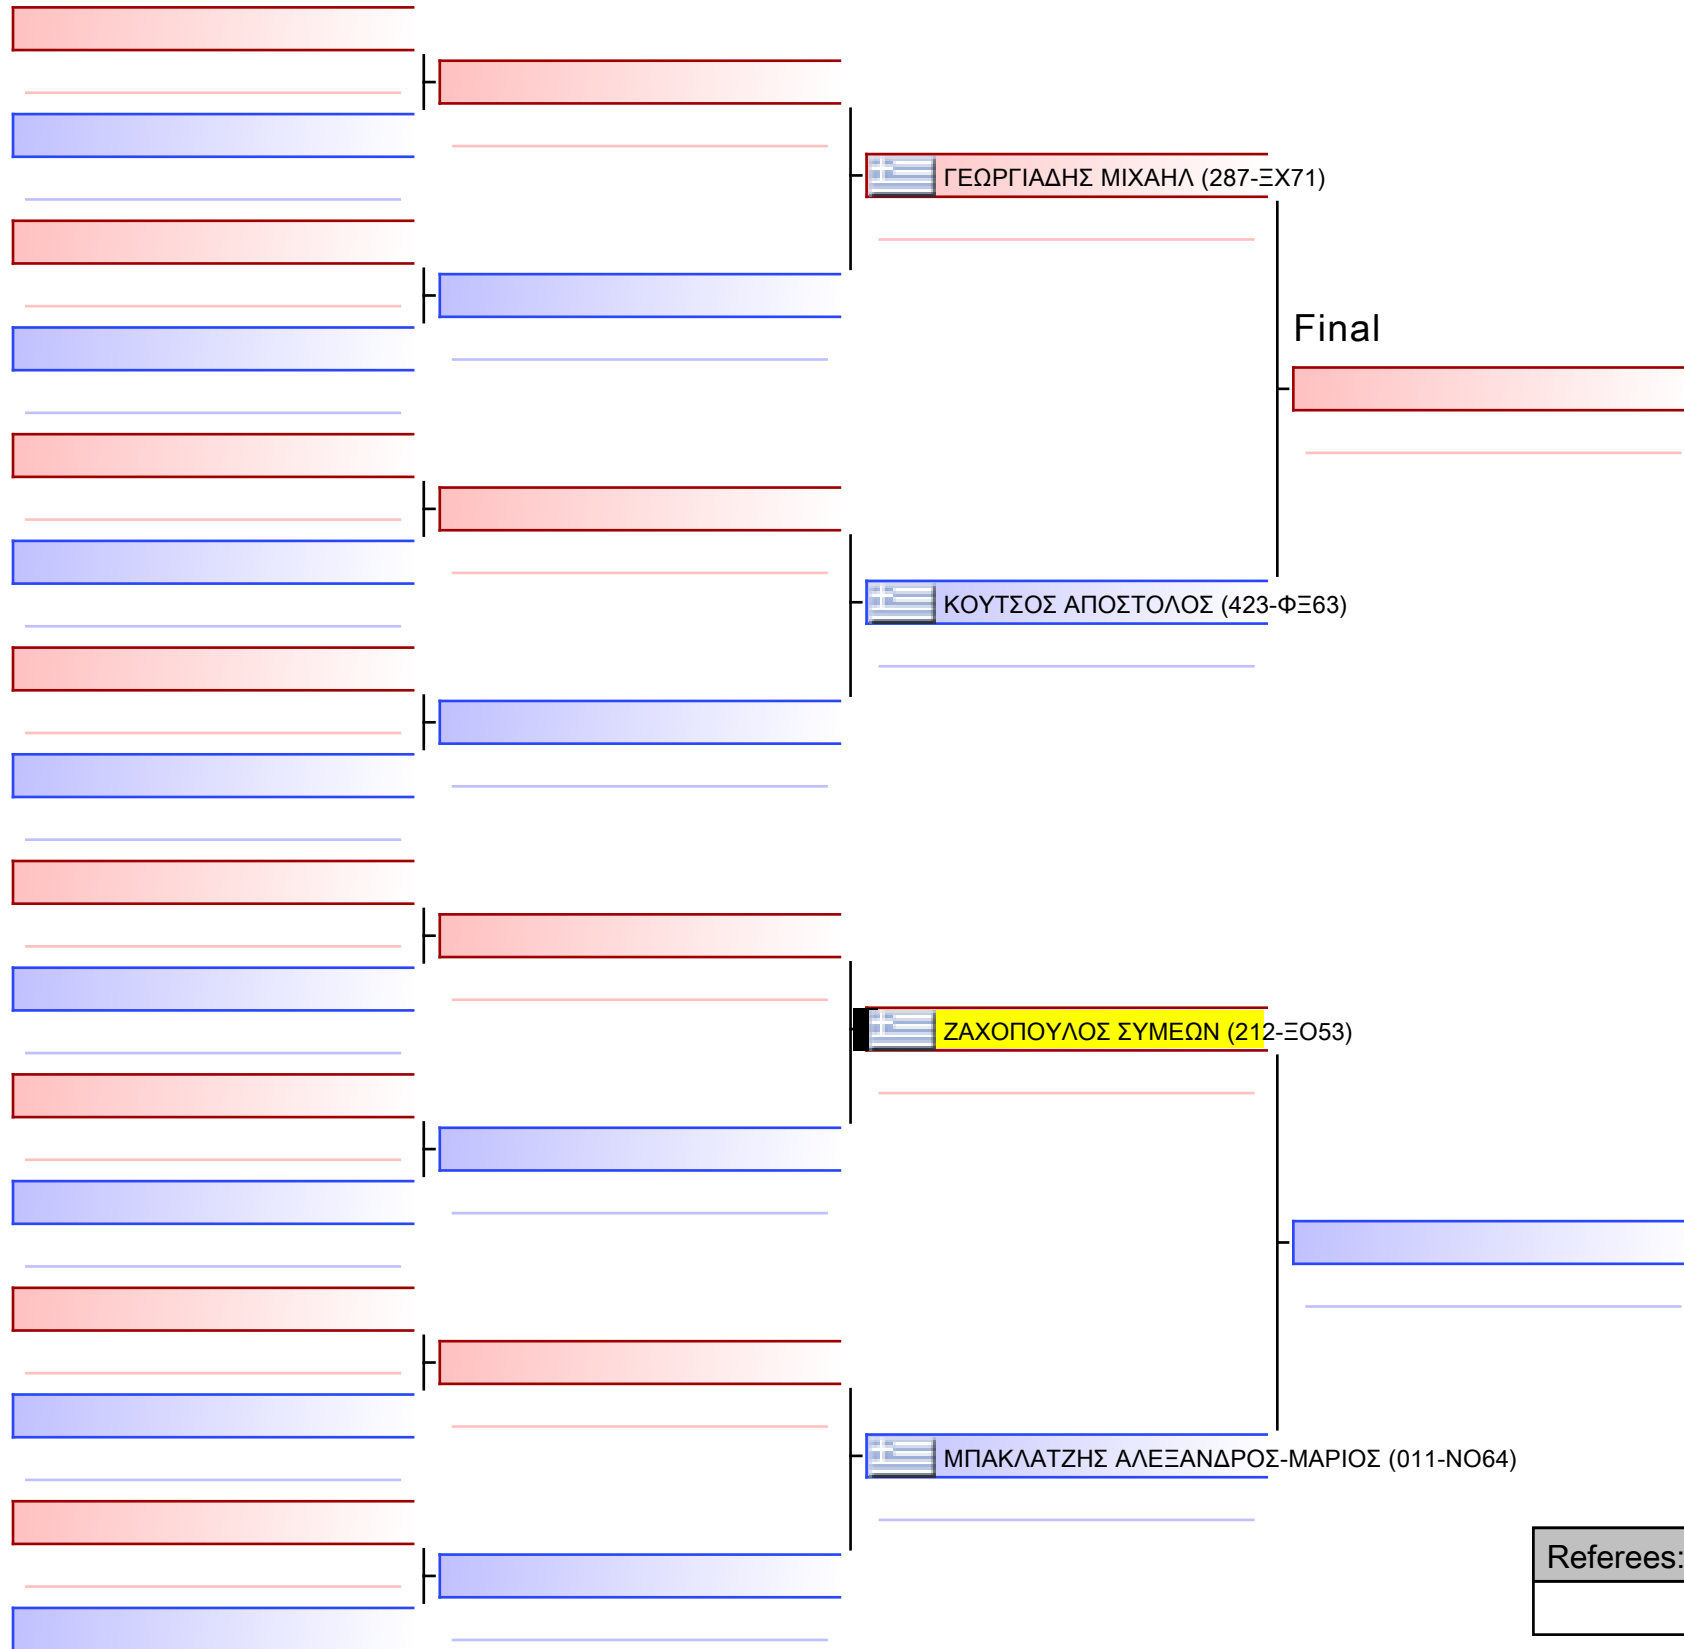 ΓΕΩΡΓΙΑΔΗΣ ΜΙΧΑΗΛ (287-ΞΧ71)
Final
ΚΟΥΤΣΟΣ ΑΠΟΣΤΟΛΟΣ (423-ΦΞ63)
ΖΑΧΟΠΟΥΛΟΣ ΣΥΜΕΩΝ (212-ΞΟ53)
ΜΠΑΚΛΑΤΖΗΣ ΑΛΕΞΑΝΔΡΟΣ-ΜΑΡΙΟΣ (011-ΝΟ64)
Referees: